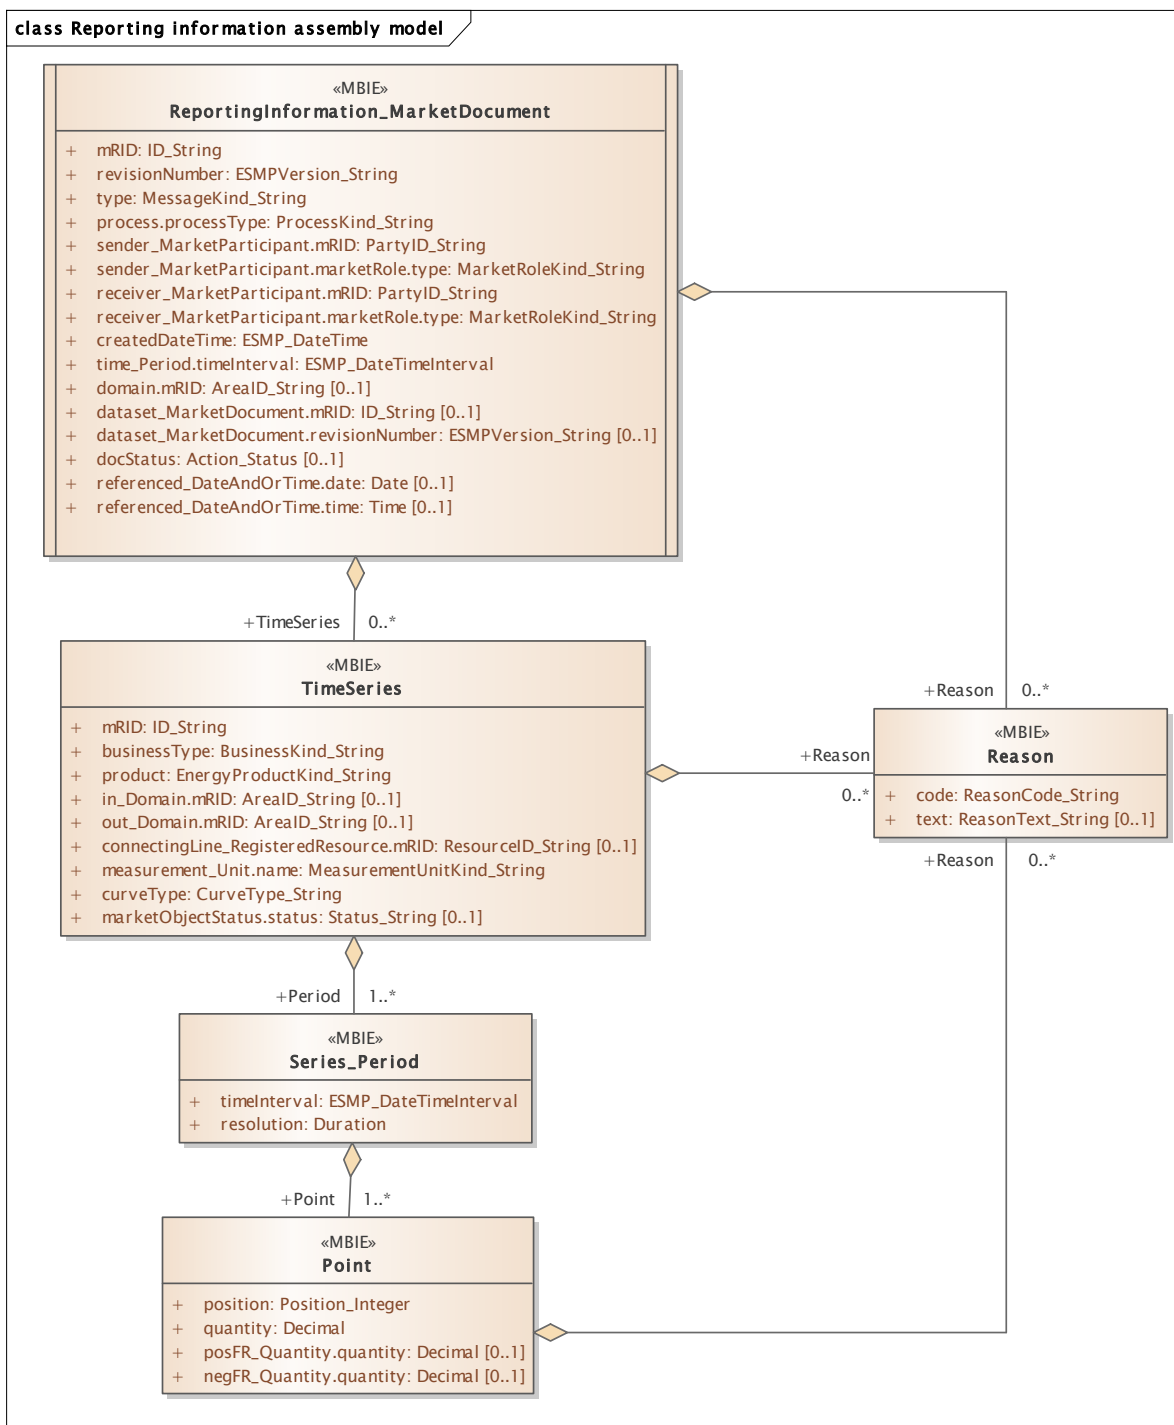 class Reporting information assembly model
«MBIE»
ReportingInformation_MarketDocument
+ mRID: ID_String
+ revisionNumber: ESMPVersion_String
+ type: MessageKind_String
+ process.processType: ProcessKind_String
+ sender_MarketParticipant.mRID: PartyID_String
+ sender_MarketParticipant.marketRole.type: MarketRoleKind_String
+ receiver_MarketParticipant.mRID: PartyID_String
+ receiver_MarketParticipant.marketRole.type: MarketRoleKind_String
+ createdDateTime: ESMP_DateTime
+ time_Period.timeInterval: ESMP_DateTimeInterval
+ domain.mRID: AreaID_String [0..1]
+ dataset_MarketDocument.mRID: ID_String [0..1]
+ dataset_MarketDocument.revisionNumber: ESMPVersion_String [0..1]
+ docStatus: Action_Status [0..1]
+ referenced_DateAndOrTime.date: Date [0..1]
+ referenced_DateAndOrTime.time: Time [0..1]
+TimeSeries 0..*
«MBIE»
TimeSeries
+ mRID: ID_String
+ businessType: BusinessKind_String
+ product: EnergyProductKind_String
+ in_Domain.mRID: AreaID_String [0..1]
+ out_Domain.mRID: AreaID_String [0..1]
+ connectingLine_RegisteredResource.mRID: ResourceID_String [0..1]
+ measurement_Unit.name: MeasurementUnitKind_String
+ curveType: CurveType_String
+ marketObjectStatus.status: Status_String [0..1]
+Reason 0..*
+Reason
0..*
«MBIE»
Reason
+ code: ReasonCode_String
+ text: ReasonText_String [0..1]
+Reason 0..*
+Period 1..*
«MBIE»
Series_Period
+ timeInterval: ESMP_DateTimeInterval
+ resolution: Duration
+Point 1..*
«MBIE»
Point
+ position: Position_Integer
+ quantity: Decimal
+ posFR_Quantity.quantity: Decimal [0..1]
+ negFR_Quantity.quantity: Decimal [0..1]